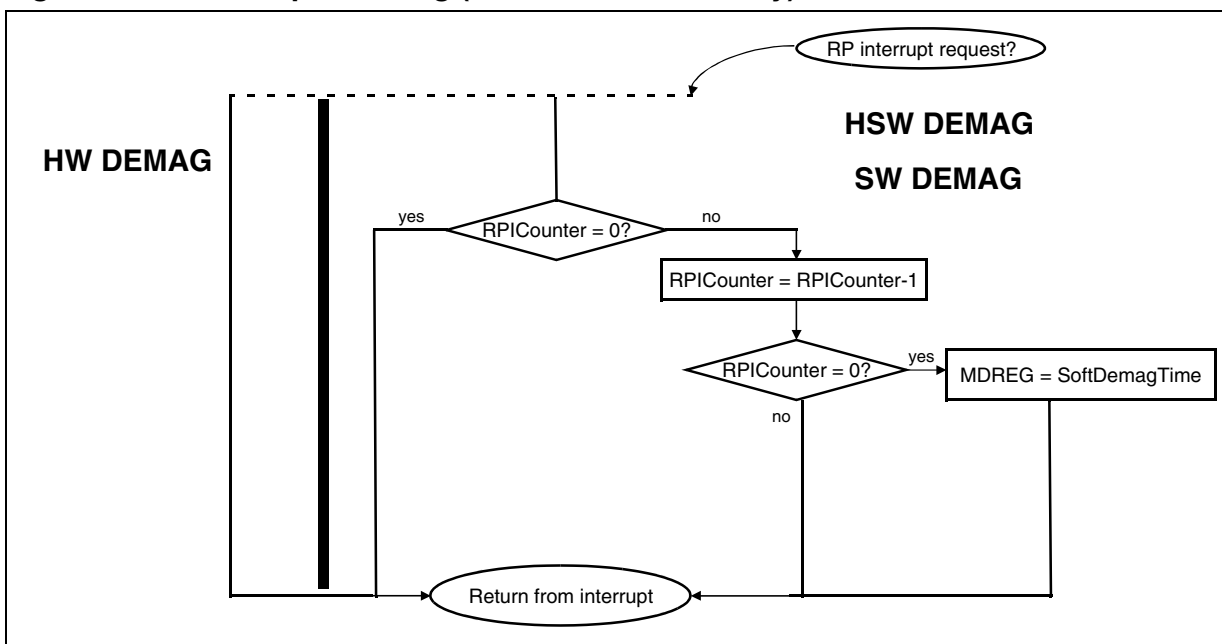 RP interrupt request?
HSW DEMAG
HW DEMAG
SW DEMAG
yes
RPICounter = 0?
no
RPICounter = RPICounter-1
RPICounter = 0?
yes
MDREG = SoftDemagTime
no
Return from interrupt